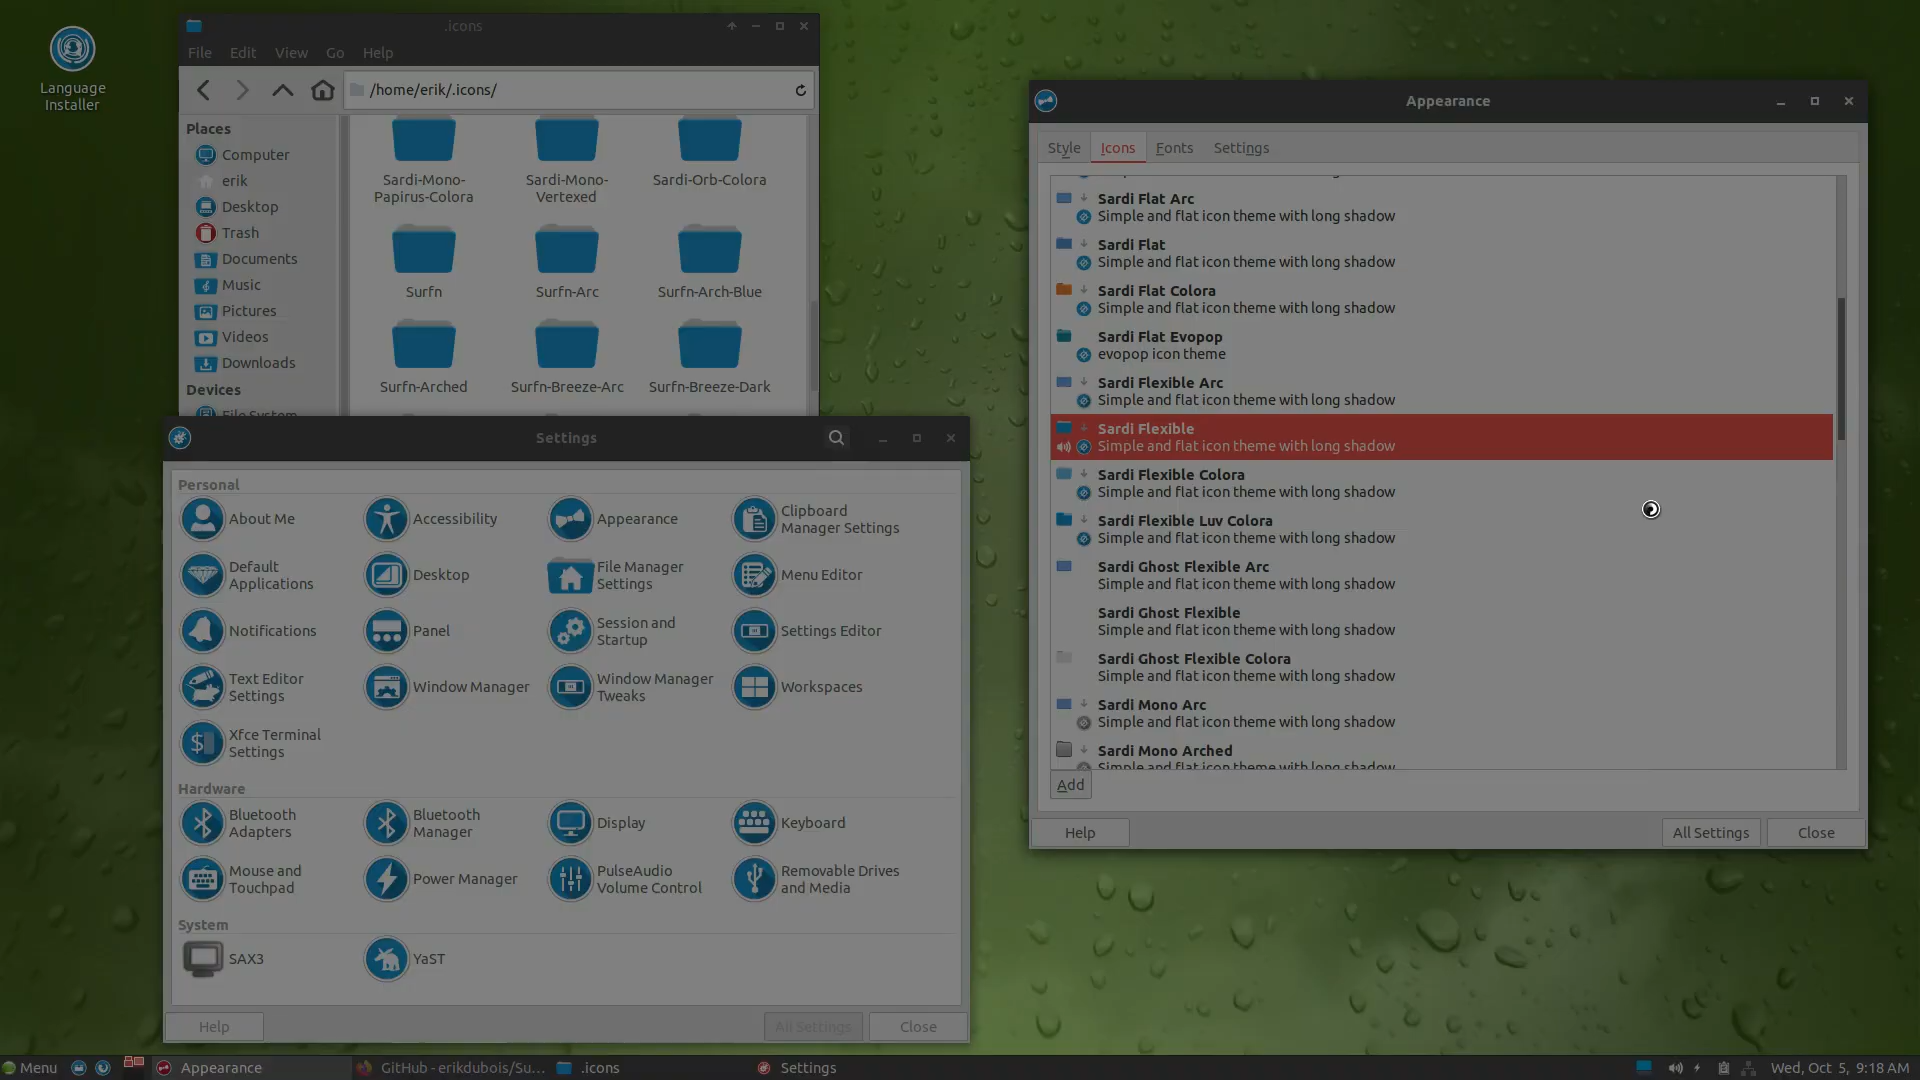 Language
Installer
.icons
File Edit View Go Help
/home/erik/.icons/
Places
Computer
erik
Desktop
Trash
Documents
Music
Pictures
Videos
Downloads
Devices
File System
Sardi-Mono-
Papirus-Colora
Sardi-Mono-
Vertexed
Sardi-Orb-Colora
Surfn
Surfn-Arc
Surfn-Arch-Blue
Surfn-Arched
Surfn-Breeze-Arc
Surfn-Breeze-Dark
Settings
Personal
About Me
Accessibility
Appearance
Clipboard
Manager Settings
Default
Applications
Desktop
File Manager
Settings
Menu Editor
Notifications
Panel
Session and
Startup
Settings Editor
Text Editor
Settings
Window Manager
Window Manager
Tweaks
Workspaces
Xfce Terminal
Settings
Hardware
Bluetooth
Adapters
Bluetooth
Manager
Display
Keyboard
Mouse and
Touchpad
Power Manager
PulseAudio
Volume Control
Removable Drives
and Media
System
SAX3
YaST
Help
All Settings
Close
Appearance
Style Icons Fonts Settings
Sardi Flat Arc
Simple and flat icon theme with long shadow
Sardi Flat
Simple and flat icon theme with long shadow
Sardi Flat Colora
Simple and flat icon theme with long shadow
Sardi Flat Evopop
evopop icon theme
Sardi Flexible Arc
Simple and flat icon theme with long shadow
Sardi Flexible
Simple and flat icon theme with long shadow
Sardi Flexible Colora
Simple and flat icon theme with long shadow
Sardi Flexible Luv Colora
Simple and flat icon theme with long shadow
Sardi Ghost Flexible Arc
Simple and flat icon theme with long shadow
Sardi Ghost Flexible
Simple and flat icon theme with long shadow
Sardi Ghost Flexible Colora
Simple and flat icon theme with long shadow
Sardi Mono Arc
Simple and flat icon theme with long shadow
Sardi Mono Arched
Simple and flat icon theme with long shadow
Add
Help
All Settings
Close
Menu
Appearance
GitHub - erikdubois/Su...
.icons
Settings
Wed, Oct 5, 9:18 AM